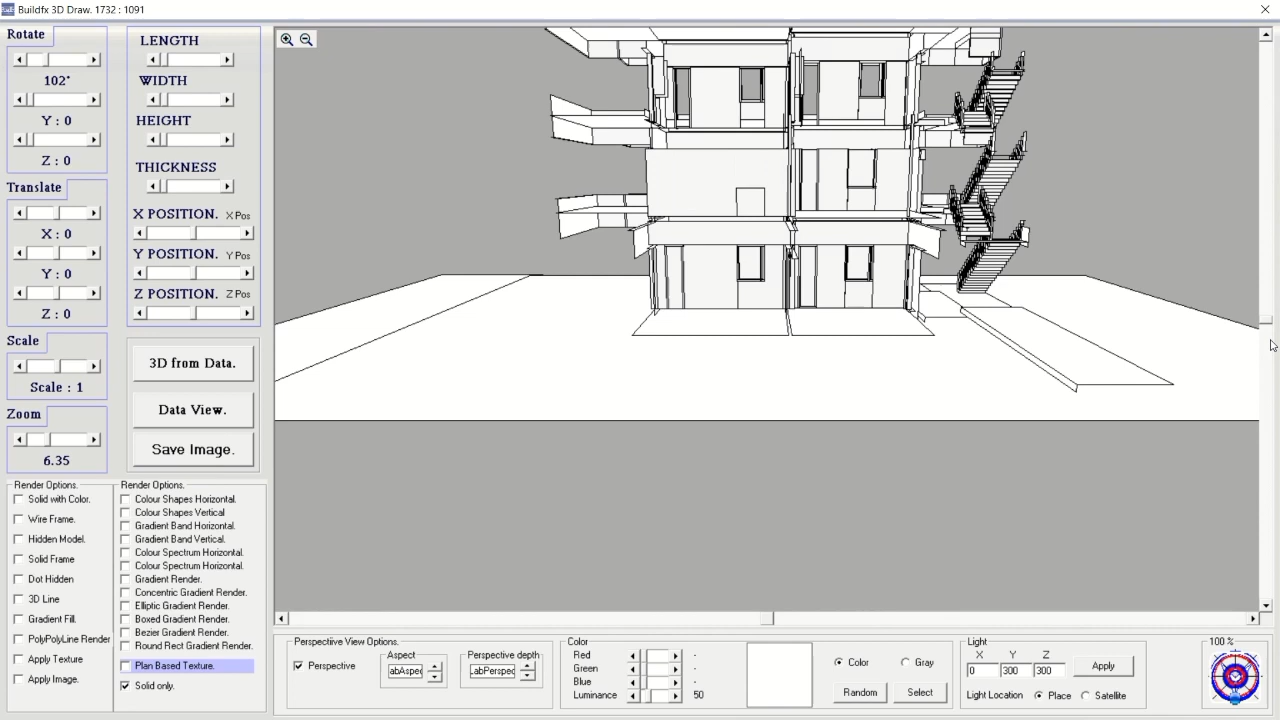 Buildfx 3D Draw. 1732 : 1091
Rotate
102°
Y : 0
Z : 0
Translate
X : 0
Y : 0
Z : 0
Scale
Scale : 1
Zoom
6.35
LENGTH
WIDTH
HEIGHT
THICKNESS
X POSITION. X Pos
Y POSITION. Y Pos
Z POSITION. Z Pos
3D from Data.
Data View.
Save Image.
Render Options.
Solid with Color.
Wire Frame.
Hidden Model.
Solid Frame
Dot Hidden
3D Line
Gradient Fill.
PolyPolyLine Render
Apply Texture
Apply Image.
Render Options.
Colour Shapes Horizontal.
Colour Shapes Vertical
Gradient Band Horizontal.
Gradient Band Vertical.
Colour Spectrum Horizontal.
Colour Spectrum Horizontal.
Gradient Render.
Concentric Gradient Render.
Elliptic Gradient Render.
Boxed Gradient Render.
Bezier Gradient Render.
Round Rect Gradient Render.
Plan Based Texture.
Solid only.
Perspective View Options.
Perspective
Aspect
abAspec
Perspective depth
.abPerspec
Color
Red -
Green -
Blue -
Luminance 50
Color Gray
Random Select
Light
X Y Z
0 300 300 Apply
Light Location Place Satellite
100 %